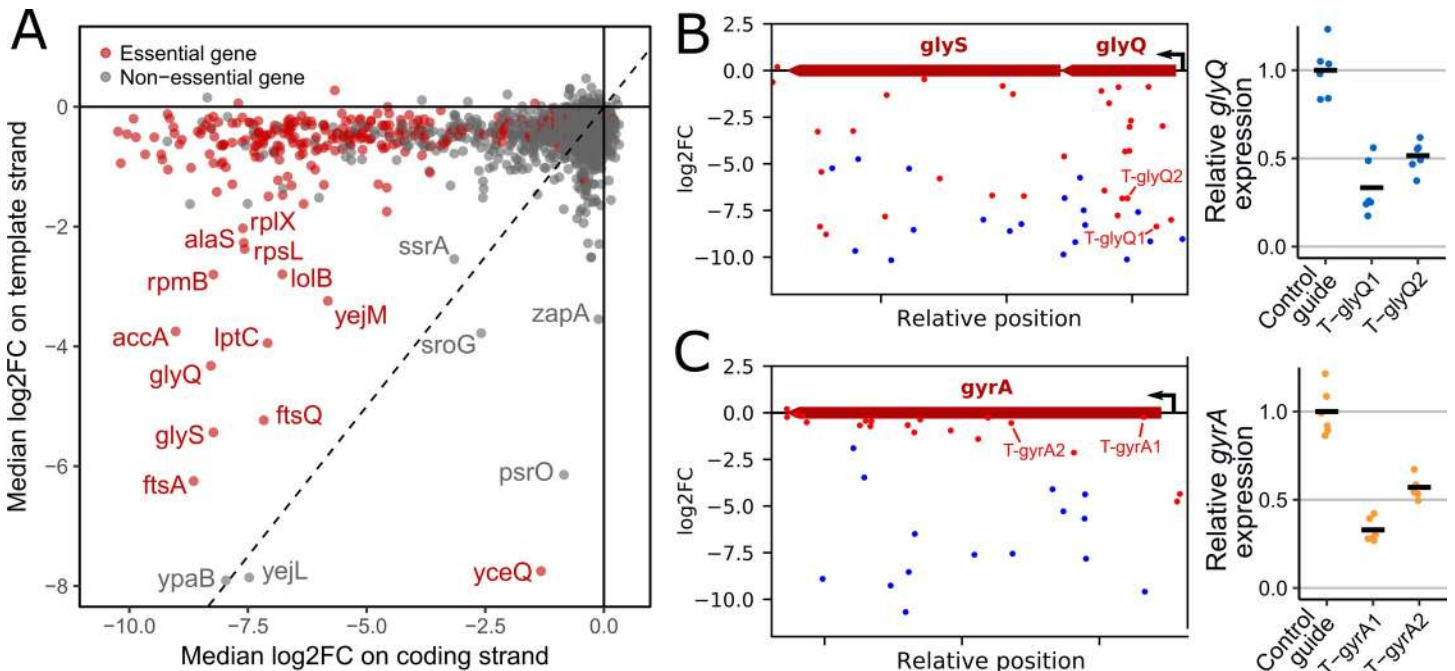 A
Essential gene
Non−essential gene
0
−2
−4
−6
−8
Median log2FC on template strand
rplX
alaS
rpsL
rpmB
lolB
yejM
accA
lptC
glyQ
ftsQ
glyS
ftsA
ssrA
zapA
sroG
psrO
ypaB
yejL
yceQ
−10.0
−7.5
−5.0
−2.5
0.0
Median log2FC on coding strand
B
2.5
0.0
−2.5
−5.0
−7.5
−10.0
log2FC
glyS
glyQ
T-glyQ2
T-glyQ1
Relative position
Relative glyQ
expression
1.0
0.5
0.0
Control
guide
T−glyQ1
T−glyQ2
C
2.5
0.0
−2.5
−5.0
−7.5
−10.0
log2FC
gyrA
T-gyrA2
T-gyrA1
Relative position
Relative gyrA
expression
1.0
0.5
0.0
Control
guide
T−gyrA1
T−gyrA2